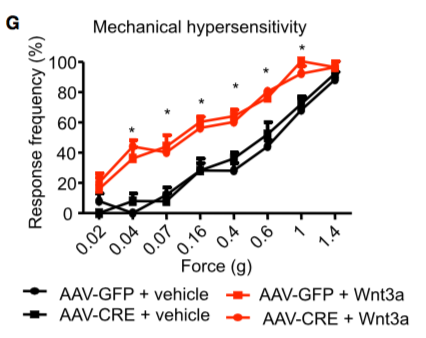 G
Mechanical hypersensitivity
Response frequency (%)
100
80
60
40
20
0
* * * * * * *
0.02 0.04 0.07 0.16 0.4 0.6 1 1.4
Force (g)
AAV-GFP + vehicle AAV-GFP + Wnt3a
AAV-CRE + vehicle AAV-CRE + Wnt3a